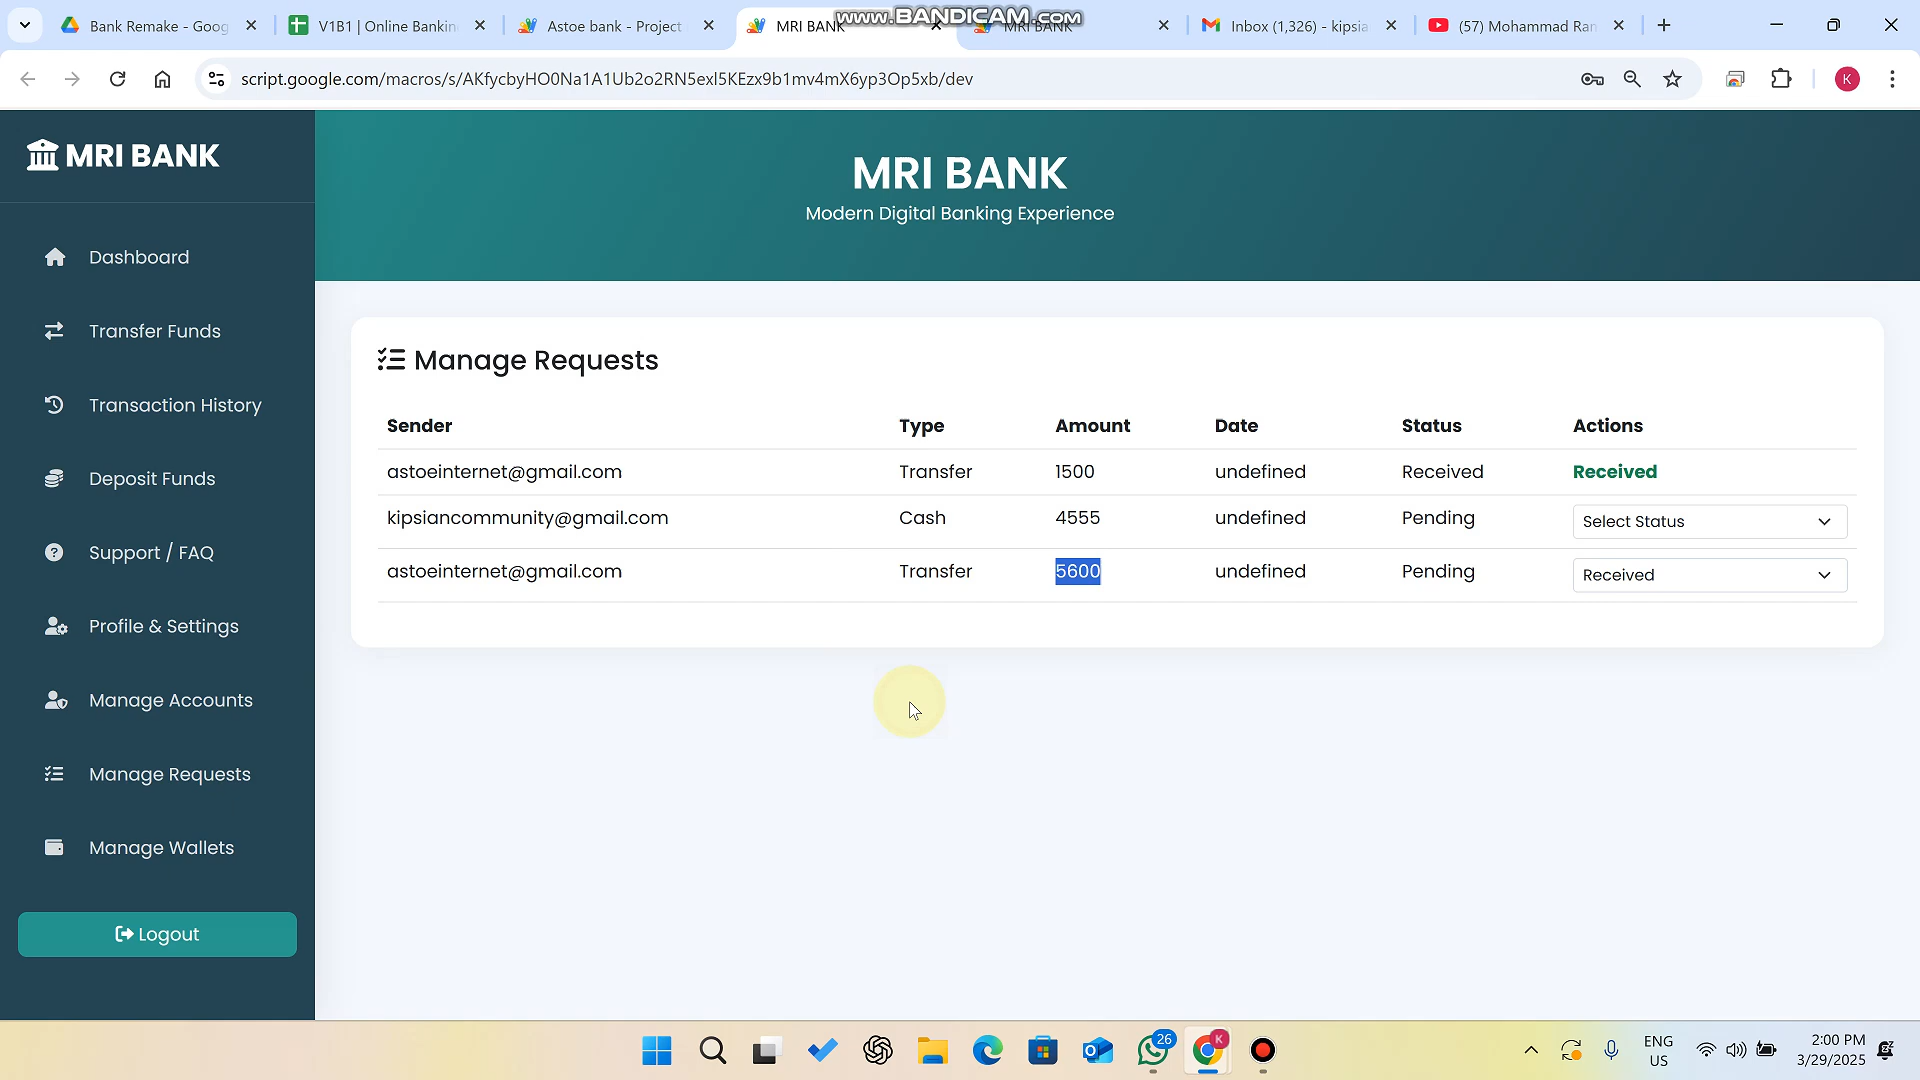 Bank Remake - Goog
V1B1 | Online Bankin
Astoe bank - Project
MRI BANK
www.BANDICAM.com
MRI BANK
Inbox (1,326) - kipsia
(57) Mohammad Ran
script.google.com/macros/s/AKfycbyHO0Na1A1Ub2o2RN5exI5KEzx9b1mv4mX6yp3Op5xb/dev
K
MRI BANK
Dashboard
Transfer Funds
Transaction History
Deposit Funds
Support / FAQ
Profile & Settings
Manage Accounts
Manage Requests
Manage Wallets
Logout
MRI BANK
Modern Digital Banking Experience
Manage Requests
Sender Type Amount Date Status Actions
astoeinternet@gmail.com Transfer 1500 undefined Received Received
kipsiancommunity@gmail.com Cash 4555 undefined Pending Select Status
astoeinternet@gmail.com Transfer 5600 undefined Pending Received
26
K
ENG
US
2:00 PM
3/29/2025